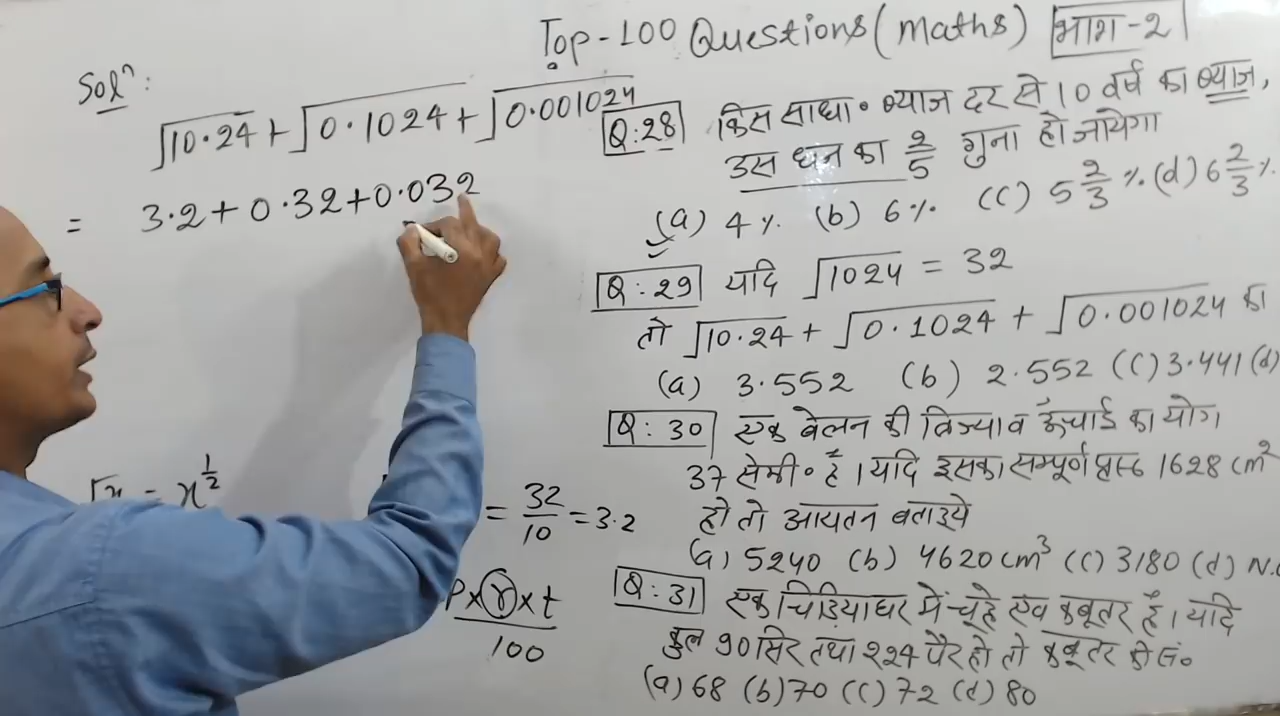 Top-100 Questions (Maths) भाग-2
Solⁿ:
√10.24 + √0.1024 + √0.001024
= 3.2 + 0.32 + 0.032
= x^1/2
= 32/10 = 3.2
P×r×t/100
Q:28 किस साधा॰ ब्याज दर से 10 वर्ष का ब्याज,
उस धन का 2/5 गुना हो जायेगा
(a) 4% (b) 6% (c) 5 2/3 % (d) 6 2/3 %
Q:29 यदि √1024 = 32
तो √10.24 + √0.1024 + √0.001024 का
(a) 3.552 (b) 2.552 (c) 3.441 (d)
Q:30 एक बेलन की त्रिज्या व ऊँचाई का योग
37 सेमी॰ है। यदि इसका सम्पूर्ण पृष्ठ 1628 cm²
हो तो आयतन बताइये
(a) 5240 (b) 4620 cm³ (c) 3180 (d) N.
Q:31 एक चिडियाघर में चूहे एव कबूतर है। यदि
कुल 90 सिर तथा 224 पैर हो तो कबूतर की सं॰
(a) 68 (b) 70 (c) 72 (d) 80